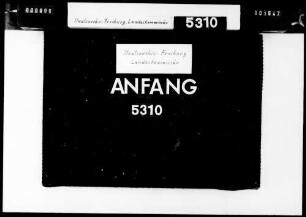 Staatsarchiv Freiburg, Landeskommissär 5310
Staatsarchiv Freiburg
Landeskommissär
ANFANG
5310